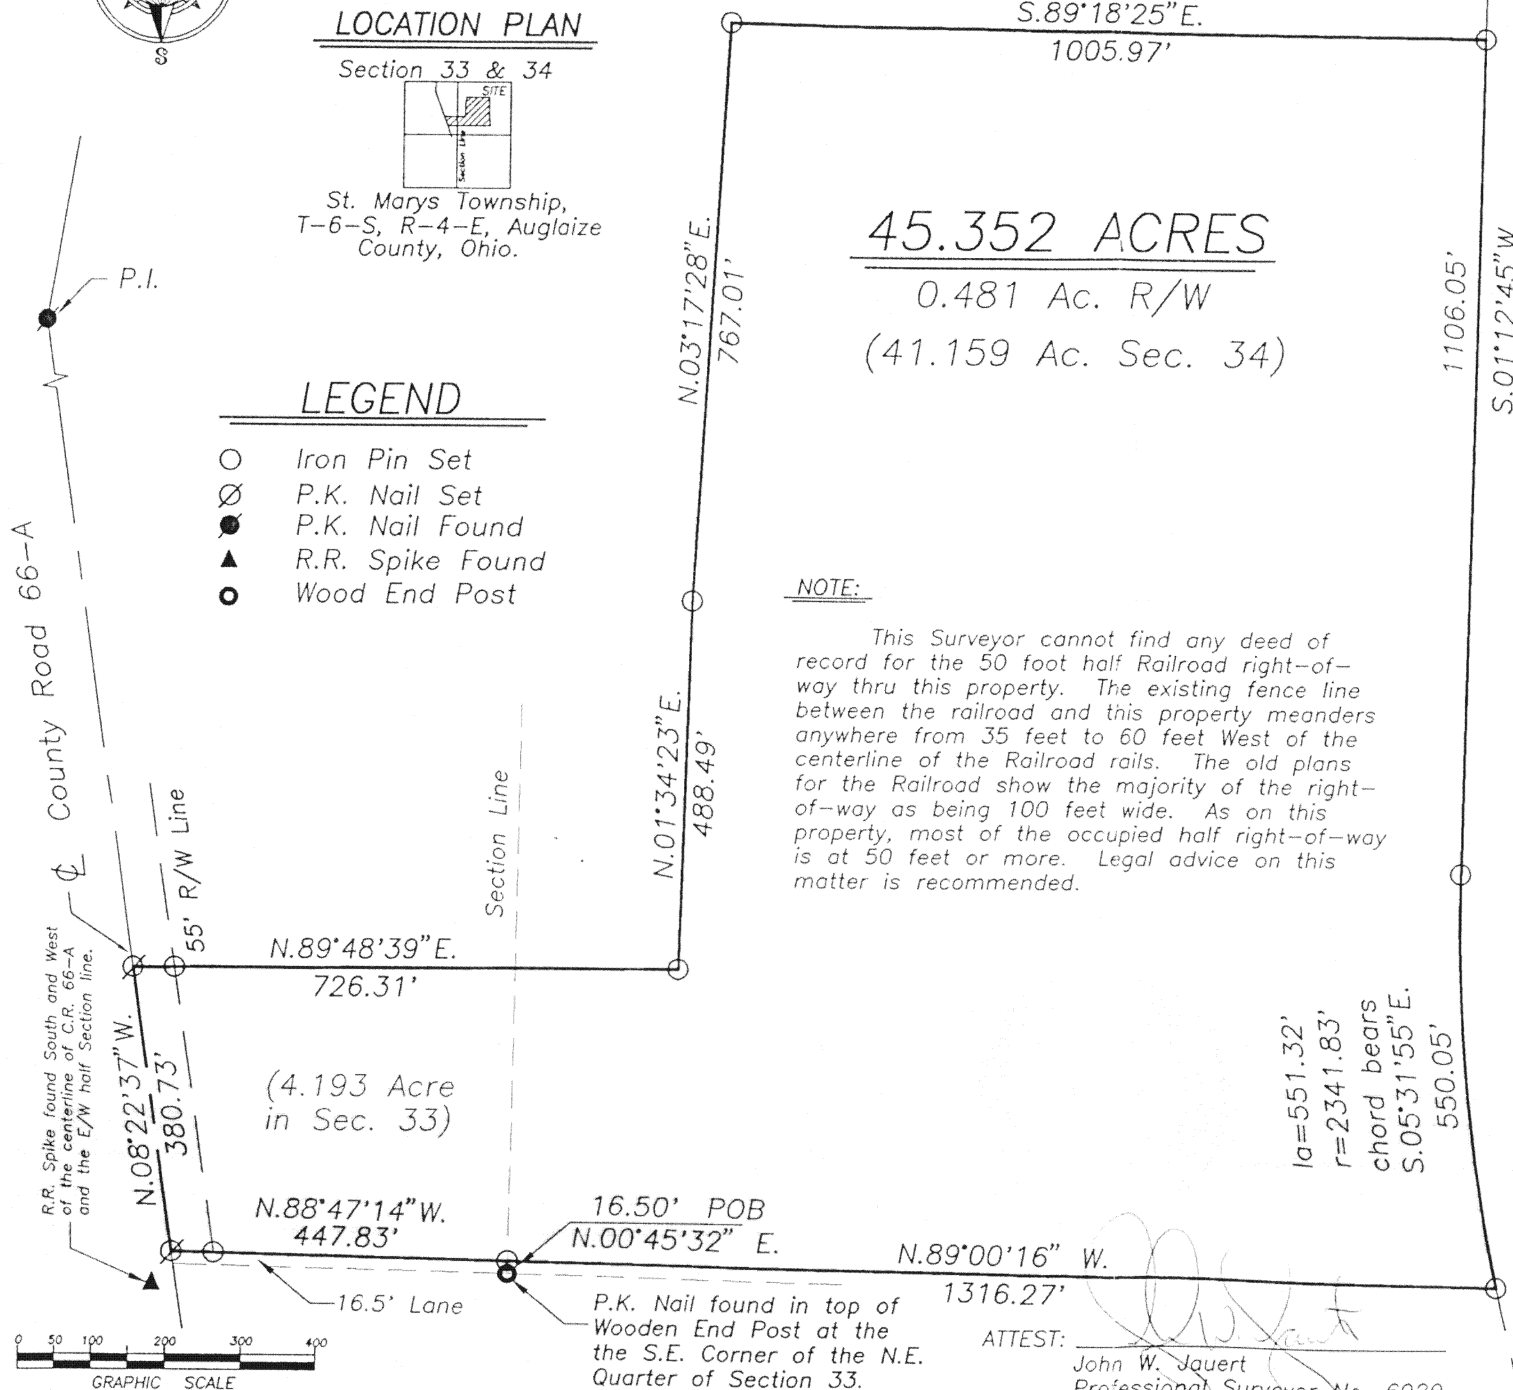 S
LOCATION PLAN
Section 33 & 34
SITE
Section Line
St. Marys Township,
T-6-S, R-4-E, Auglaize
County, Ohio.
S.89°18'25"E.
1005.97'
P.I.
N.03°17'28"E.
767.01'
45.352 ACRES
0.481 Ac. R/W
(41.159 Ac. Sec. 34)
1106.05'
S.01°12'45"W
LEGEND
Iron Pin Set
P.K. Nail Set
P.K. Nail Found
R.R. Spike Found
Wood End Post
℄ County Road 66-A
NOTE:
This Surveyor cannot find any deed of
record for the 50 foot half Railroad right-of-
way thru this property. The existing fence line
between the railroad and this property meanders
anywhere from 35 feet to 60 feet West of the
centerline of the Railroad rails. The old plans
for the Railroad show the majority of the right-
of-way as being 100 feet wide. As on this
property, most of the occupied half right-of-way
is at 50 feet or more. Legal advice on this
matter is recommended.
N.01°34'23"E.
488.49'
Section Line
55' R/W Line
N.89°48'39"E.
726.31'
R.R. Spike found South and West
of the centerline of C.R. 66-A
and the E/W half Section line.
N.08°22'37"W.
380.73'
(4.193 Acre
in Sec. 33)
la=551.32'
r=2341.83'
chord bears
S.05°31'55"E.
550.05'
N.88°47'14"W.
447.83'
16.50' POB
N.00°45'32" E.
N.89°00'16" W.
1316.27'
16.5' Lane
P.K. Nail found in top of
Wooden End Post at the
the S.E. Corner of the N.E.
Quarter of Section 33.
ATTEST:
John W. Jauert
Professional Surveyor No. 6020
0 50 100 200 300 400
GRAPHIC SCALE